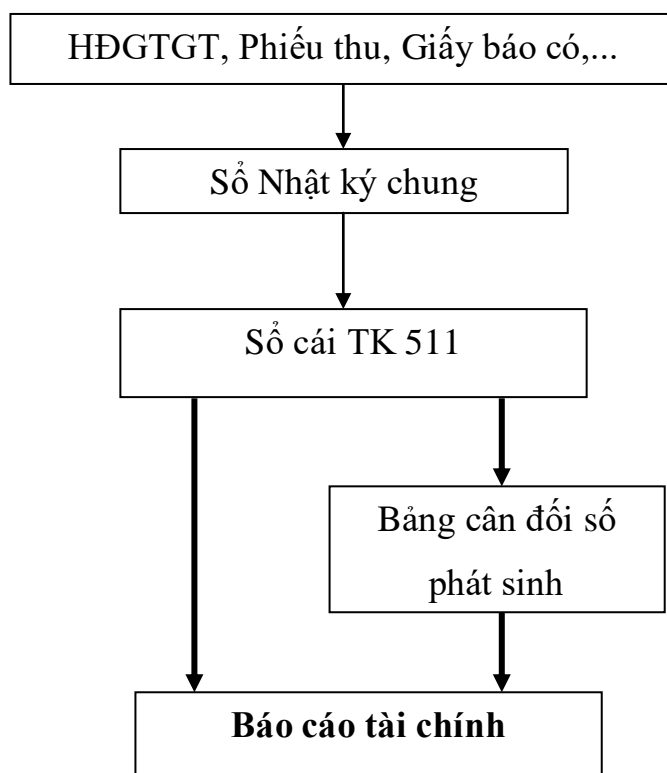 HĐGTGT, Phiếu thu, Giấy báo có,...
Sổ Nhật ký chung
Sổ cái TK 511
Bảng cân đối số
phát sinh
Báo cáo tài chính